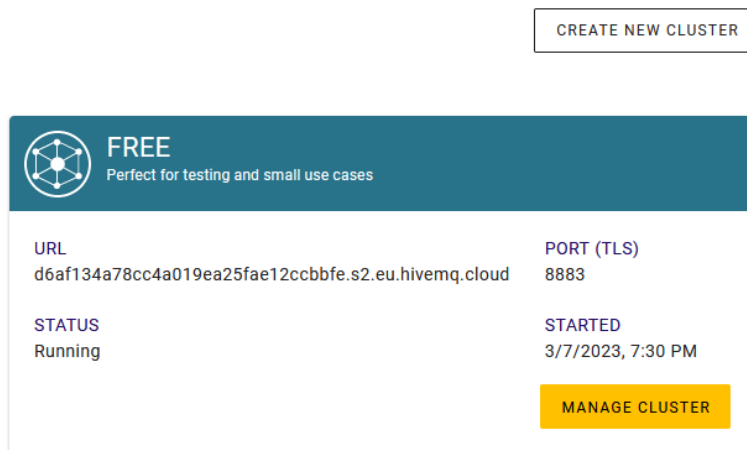 CREATE NEW CLUSTER
FREE
Perfect for testing and small use cases
URL
d6af134a78cc4a019ea25fae12ccbbfe.s2.eu.hivemq.cloud
PORT (TLS)
8883
STATUS
Running
STARTED
3/7/2023, 7:30 PM
MANAGE CLUSTER